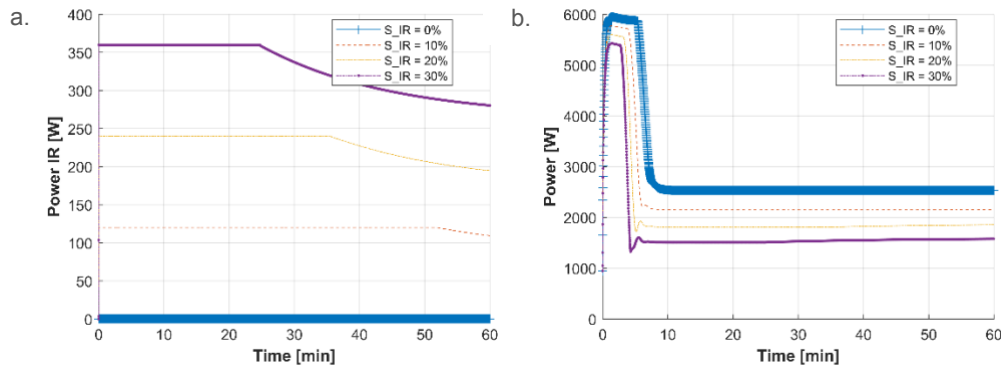 a.
400
350
300
250
200
150
100
50
0
Power IR [W]
0 10 20 30 40 50 60
Time [min]
S_IR = 0%
S_IR = 10%
S_IR = 20%
S_IR = 30%
b.
6000
5000
4000
3000
2000
1000
0
Power [W]
0 10 20 30 40 50 60
Time [min]
S_IR = 0%
S_IR = 10%
S_IR = 20%
S_IR = 30%